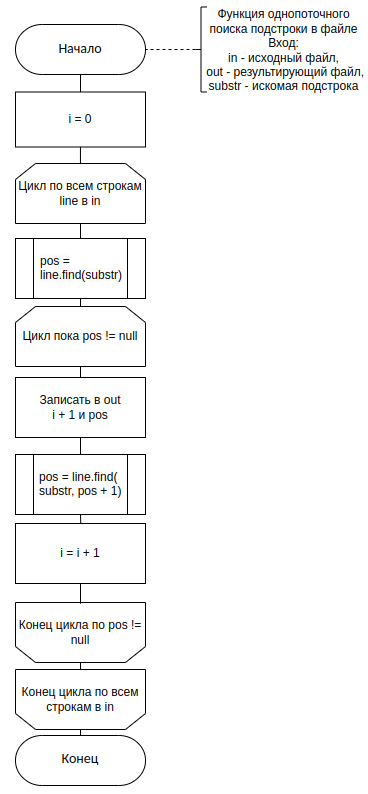 Начало
Функция однопоточного
поиска подстроки в файле
Вход:
in - исходный файл,
out - результирующий файл,
substr - искомая подстрока
i = 0
Цикл по всем строкам
line в in
pos =
line.find(substr)
Цикл пока pos != null
Записать в out
i + 1 и pos
pos = line.find(
substr, pos + 1)
i = i + 1
Конец цикла по pos !=
null
Конец цикла по всем
строкам в in
Конец